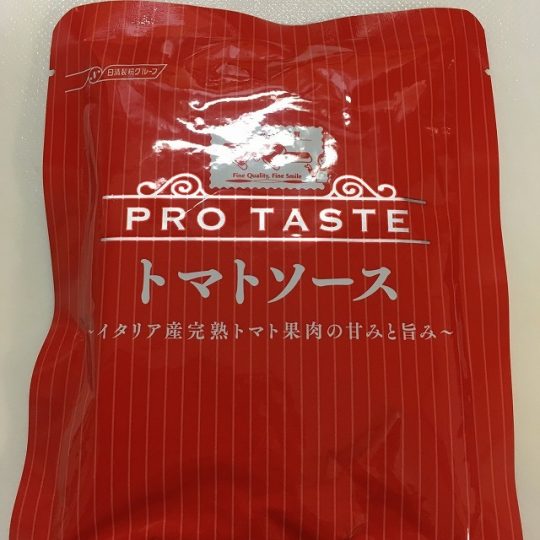 日清製粉グループ
Fine Quality, Fine Smile
PRO TASTE
トマトソース
~イタリア産完熟トマト果肉の甘みと旨み~